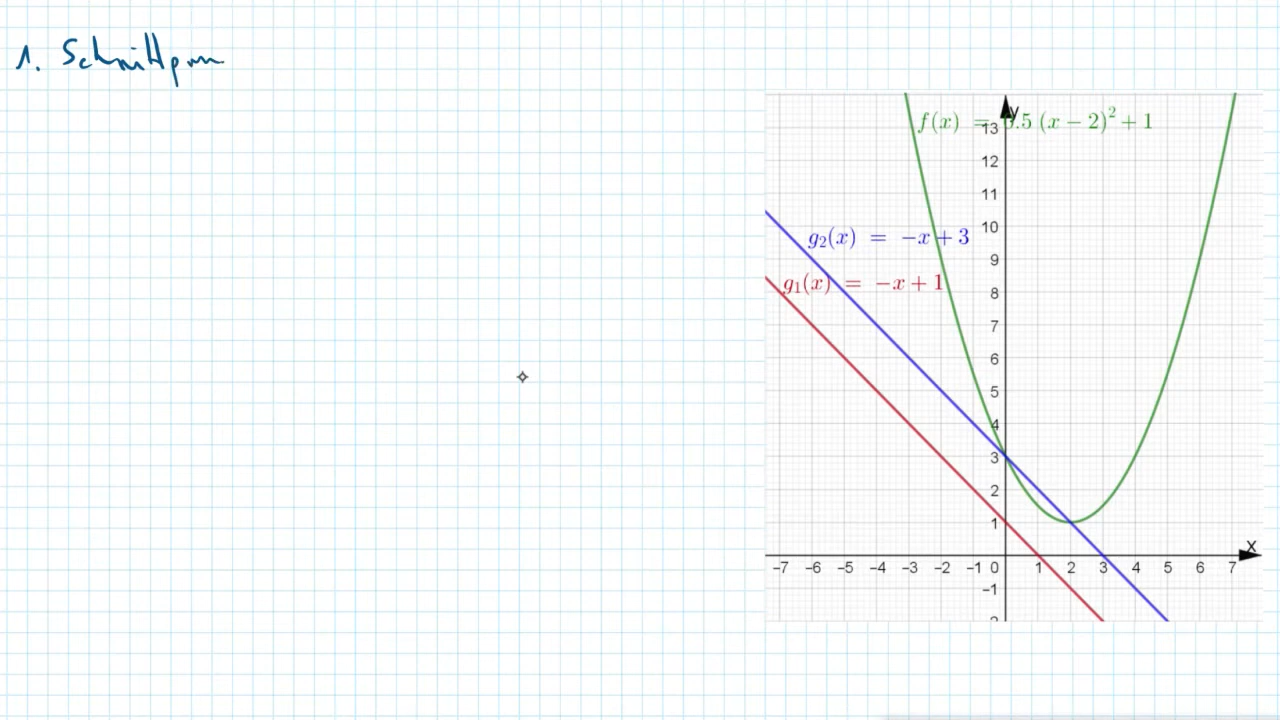 1. Schnittpun
y
f(x) = 0.5 (x − 2)² + 1
13
12
11
g₂(x) = −x + 3
10
9
g₁(x) = −x + 1
8
7
6
5
4
3
2
1
x
−7 −6 −5 −4 −3 −2 −1 0 1 2 3 4 5 6 7
−1